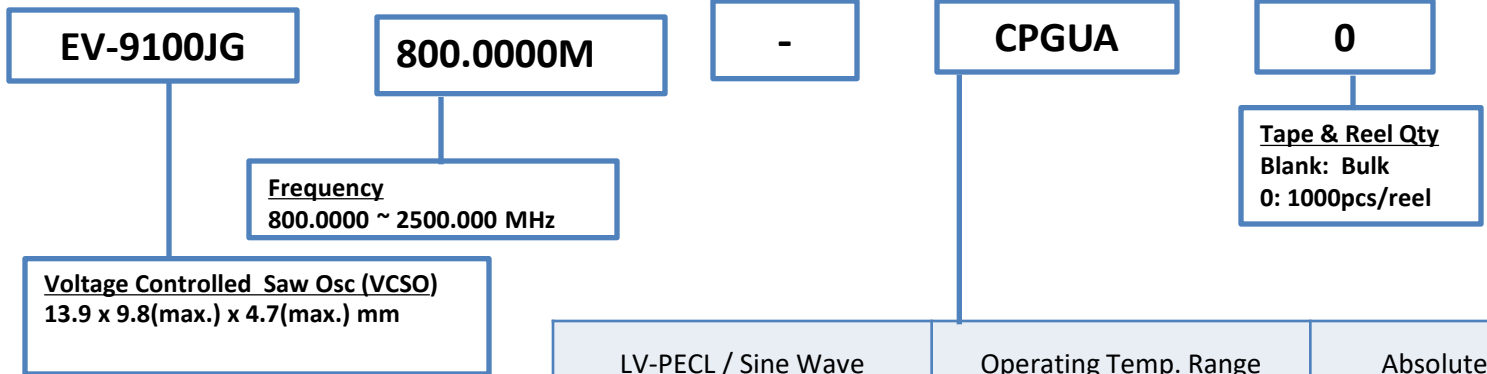 EV-9100JG
800.0000M
-
CPGUA
0
Tape & Reel Qty
Blank: Bulk
0: 1000pcs/reel
Frequency
800.0000 ~ 2500.000 MHz
Voltage Controlled Saw Osc (VCSO)
13.9 x 9.8(max.) x 4.7(max.) mm
LV-PECL / Sine Wave
Operating Temp. Range
Absolute